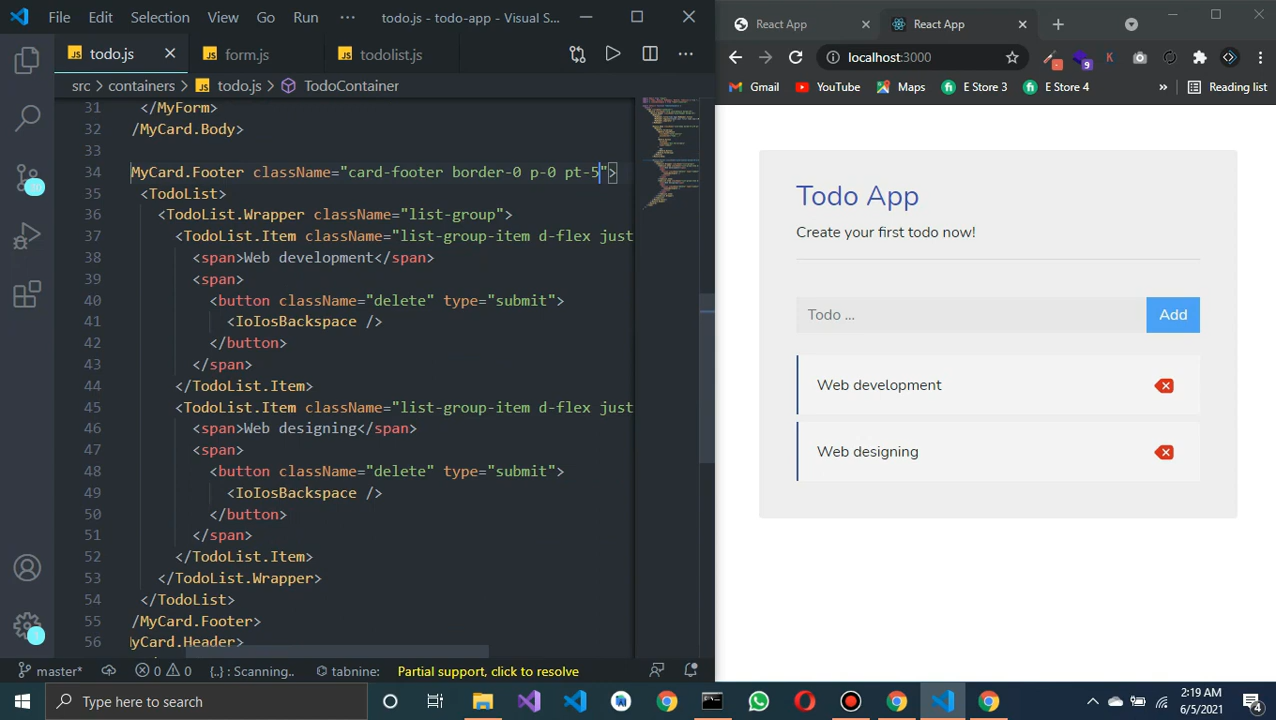 File Edit Selection View Go Run ··· todo.js - todo-app - Visual S...
todo.js form.js todolist.js
src › containers › todo.js › TodoContainer
31 </MyForm>
32 /MyCard.Body>
33
34 MyCard.Footer className="card-footer border-0 p-0 pt-5">
35 <TodoList>
36 <TodoList.Wrapper className="list-group">
37 <TodoList.Item className="list-group-item d-flex just
38 <span>Web development</span>
39 <span>
40 <button className="delete" type="submit">
41 <IoIosBackspace />
42 </button>
43 </span>
44 </TodoList.Item>
45 <TodoList.Item className="list-group-item d-flex just
46 <span>Web designing</span>
47 <span>
48 <button className="delete" type="submit">
49 <IoIosBackspace />
50 </button>
51 </span>
52 </TodoList.Item>
53 </TodoList.Wrapper>
54 </TodoList>
55 /MyCard.Footer>
56 yCard.Header>
master* 0 0 {..} : Scanning.. tabnine: Partial support, click to resolve
React App React App
localhost:3000
9 K
Gmail YouTube Maps E Store 3 E Store 4 » Reading list
Todo App
Create your first todo now!
Todo ... Add
Web development
Web designing
Type here to search
2:19 AM
6/5/2021
4